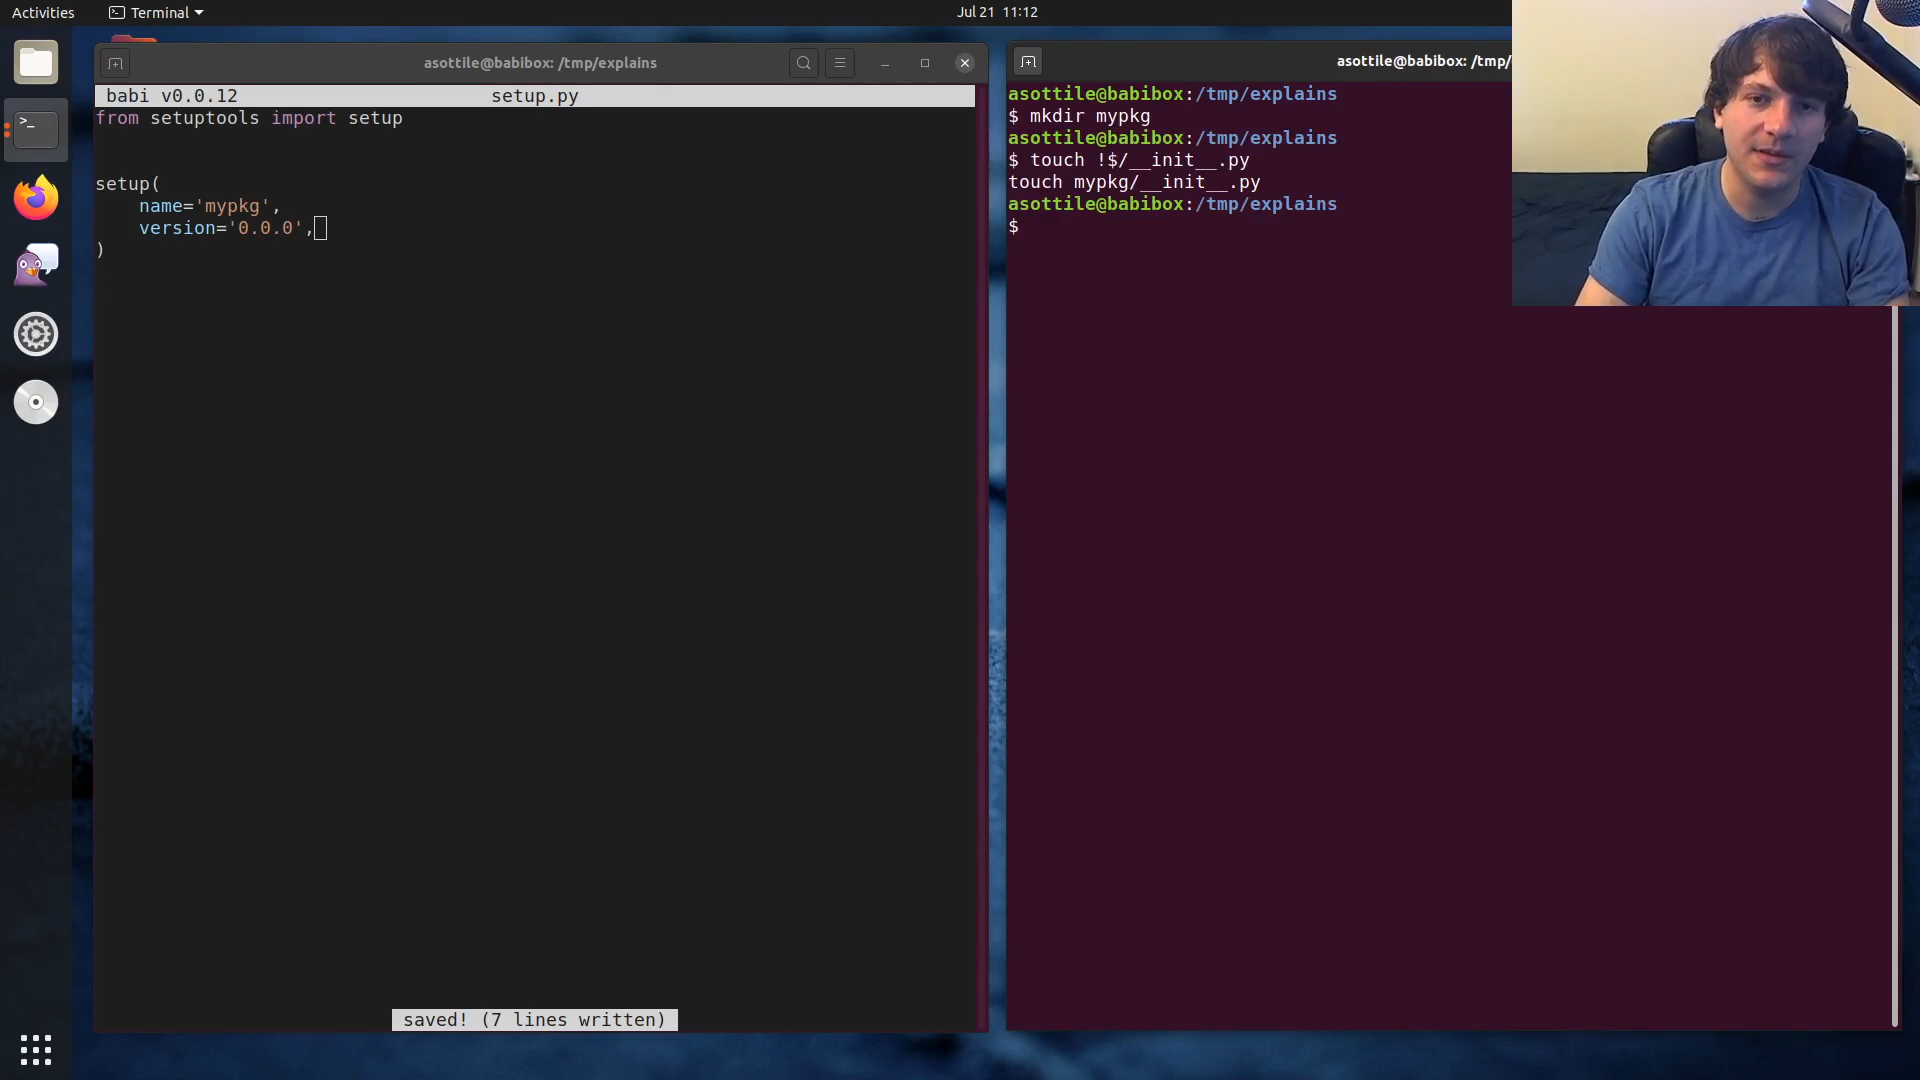 Activities
Terminal
Jul 21 11:12
asottile@babibox: /tmp/explains
babi v0.0.12 setup.py
from setuptools import setup
setup(
name='mypkg',
version='0.0.0',
)
saved! (7 lines written)
asottile@babibox: /tmp/
asottile@babibox:/tmp/explains
$ mkdir mypkg
asottile@babibox:/tmp/explains
$ touch !$/__init__.py
touch mypkg/__init__.py
asottile@babibox:/tmp/explains
$